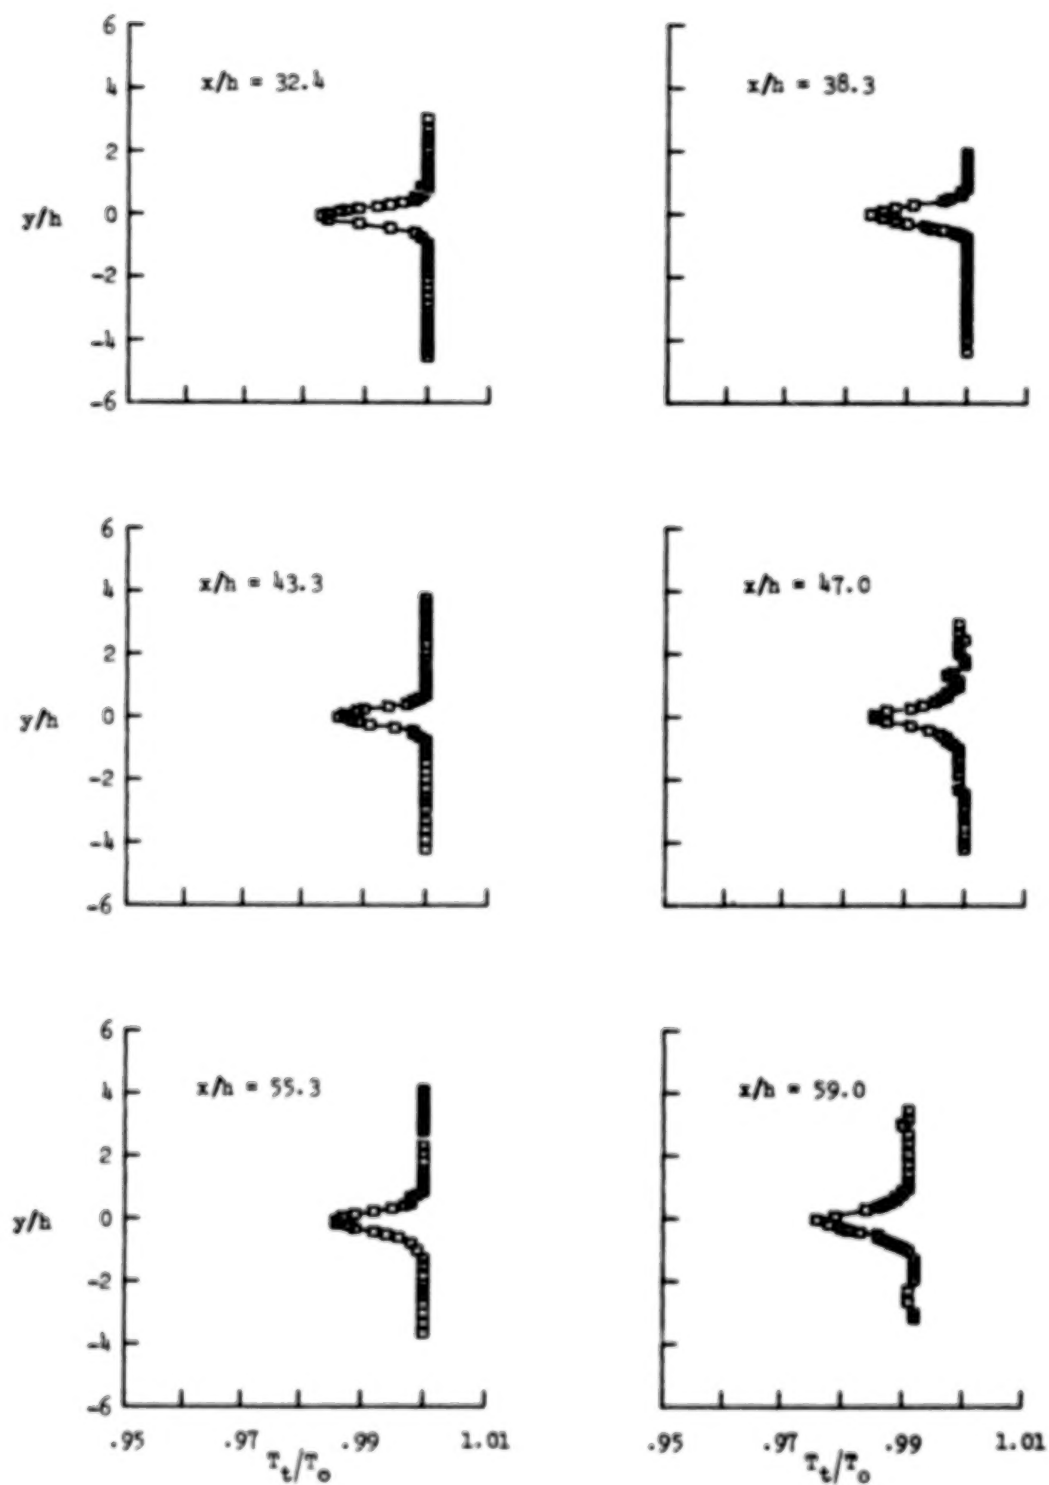 6
4
x/h = 32.4
x/h = 38.3
2
y/h
0
-2
-4
-6
6
4
x/h = 43.3
x/h = 47.0
2
y/h
0
-2
-4
-6
6
4
x/h = 55.3
x/h = 59.0
2
y/h
0
-2
-4
-6
.95 .97 .99 1.01
.95 .97 .99 1.01
Tt/To
Tt/To